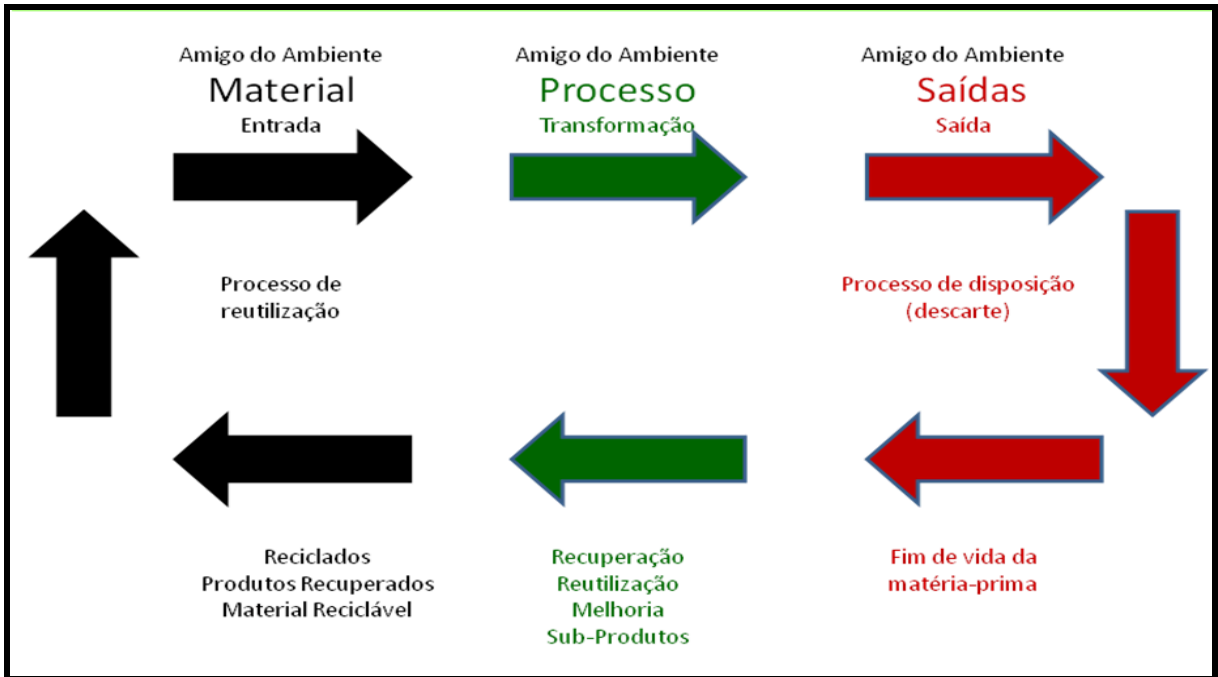 Amigo do Ambiente
Material
Entrada
Amigo do Ambiente
Processo
Transformação
Amigo do Ambiente
Saídas
Saída
Processo de
reutilização
Processo de disposição
(descarte)
Reciclados
Produtos Recuperados
Material Reciclável
Recuperação
Reutilização
Melhoria
Sub-Produtos
Fim de vida da
matéria-prima